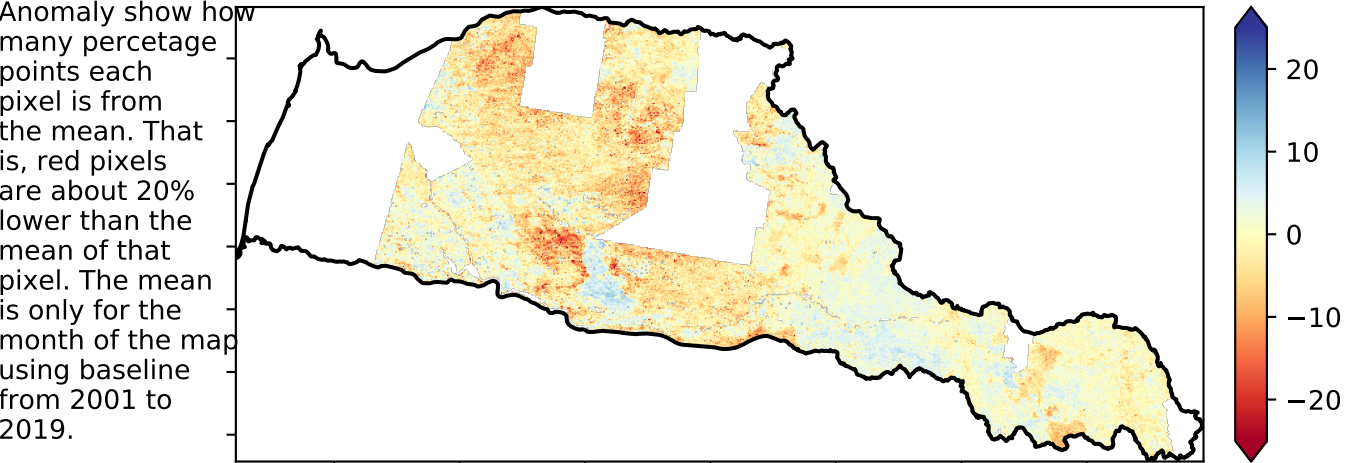 Anomaly show how
many percetage
points each
pixel is from
the mean. That
is, red pixels
are about 20%
lower than the
mean of that
pixel. The mean
is only for the
month of the map
using baseline
from 2001 to
2019.
20
10
0
−10
−20